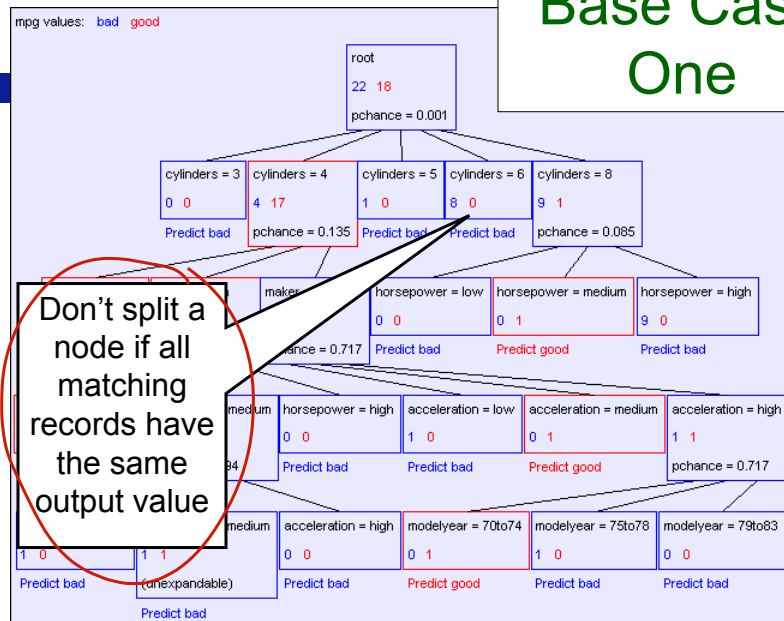 Base Cas
One
mpg values: bad good
root
22 18
pchance = 0.001
cylinders = 3 cylinders = 4 cylinders = 5 cylinders = 6 cylinders = 8
0 0 4 17 1 0 8 0 9 1
Predict bad pchance = 0.135 Predict bad Predict bad pchance = 0.085
maker horsepower = low horsepower = medium horsepower = high
0 0 0 1 9 0
= 0.717 Predict bad Predict good Predict bad
Don't split a
node if all
matching
records have
the same
output value
medium horsepower = high acceleration = low acceleration = medium acceleration = high
0 0 1 0 0 1 1 1
94 Predict bad Predict bad Predict good pchance = 0.717
medium acceleration = high modelyear = 70to74 modelyear = 75to78 modelyear = 79to83
1 0 1 1 0 0 0 1 1 0 0 0
Predict bad (unexpandable) Predict bad Predict good Predict bad Predict bad
Predict bad